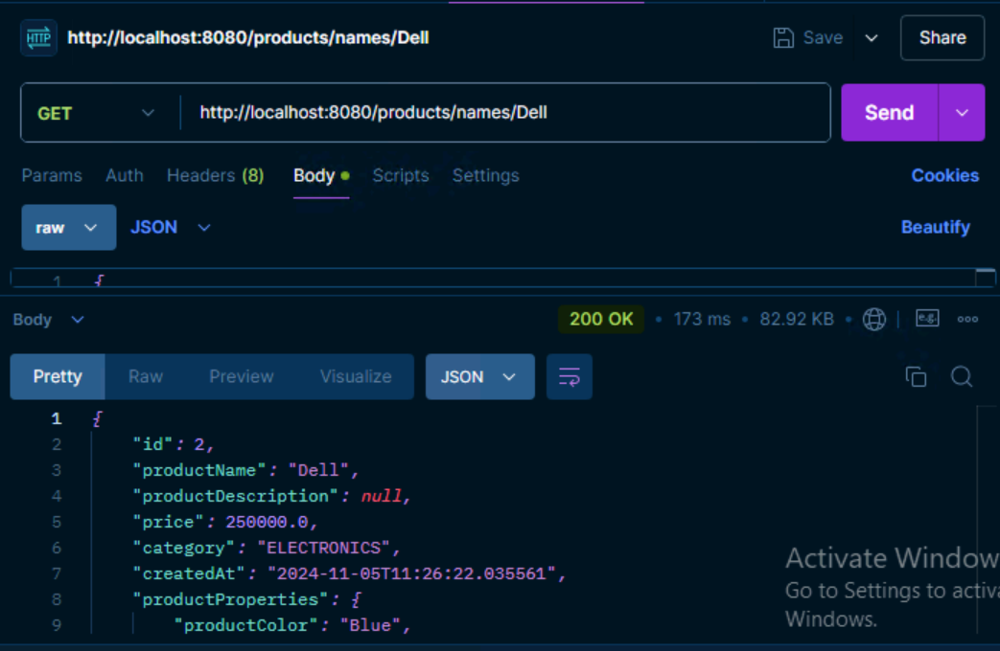 HTTP http://localhost:8080/products/names/Dell Save Share
GET http://localhost:8080/products/names/Dell Send
Params Auth Headers (8) Body Scripts Settings Cookies
raw JSON Beautify
1 {
Body 200 OK • 173 ms • 82.92 KB • e.g.
Pretty Raw Preview Visualize JSON
1 {
2 "id": 2,
3 "productName": "Dell",
4 "productDescription": null,
5 "price": 250000.0,
6 "category": "ELECTRONICS",
7 "createdAt": "2024-11-05T11:26:22.035561",
8 "productProperties": {
9 "productColor": "Blue",
Activate Window
Go to Settings to activa
Windows.